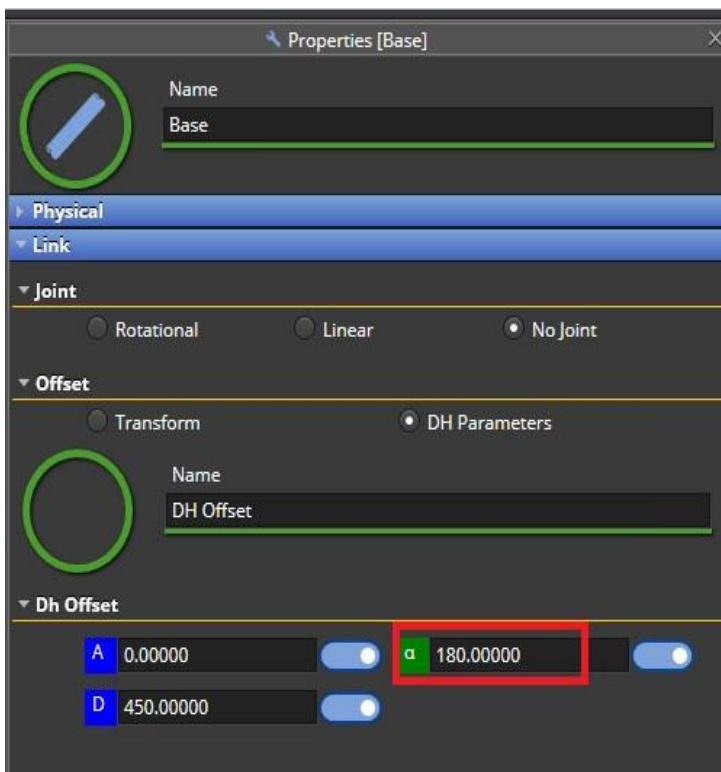 Properties [Base]
Name
Base
Physical
Link
Joint
Rotational Linear No Joint
Offset
Transform DH Parameters
Name
DH Offset
Dh Offset
A 0.00000 α 180.00000
D 450.00000